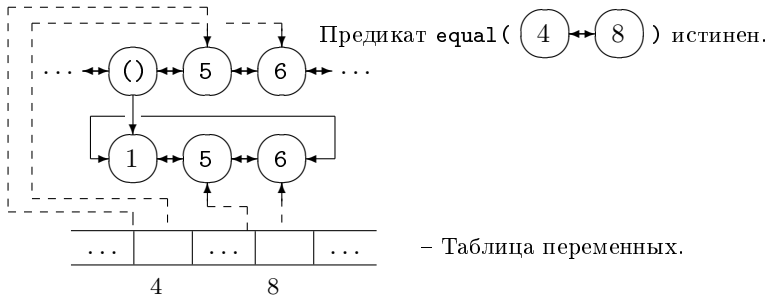 Предикат equal( 4 8 ) истинен.
... () 5 6 ...
1 5 6
... ... ... – Таблица переменных.
4 8